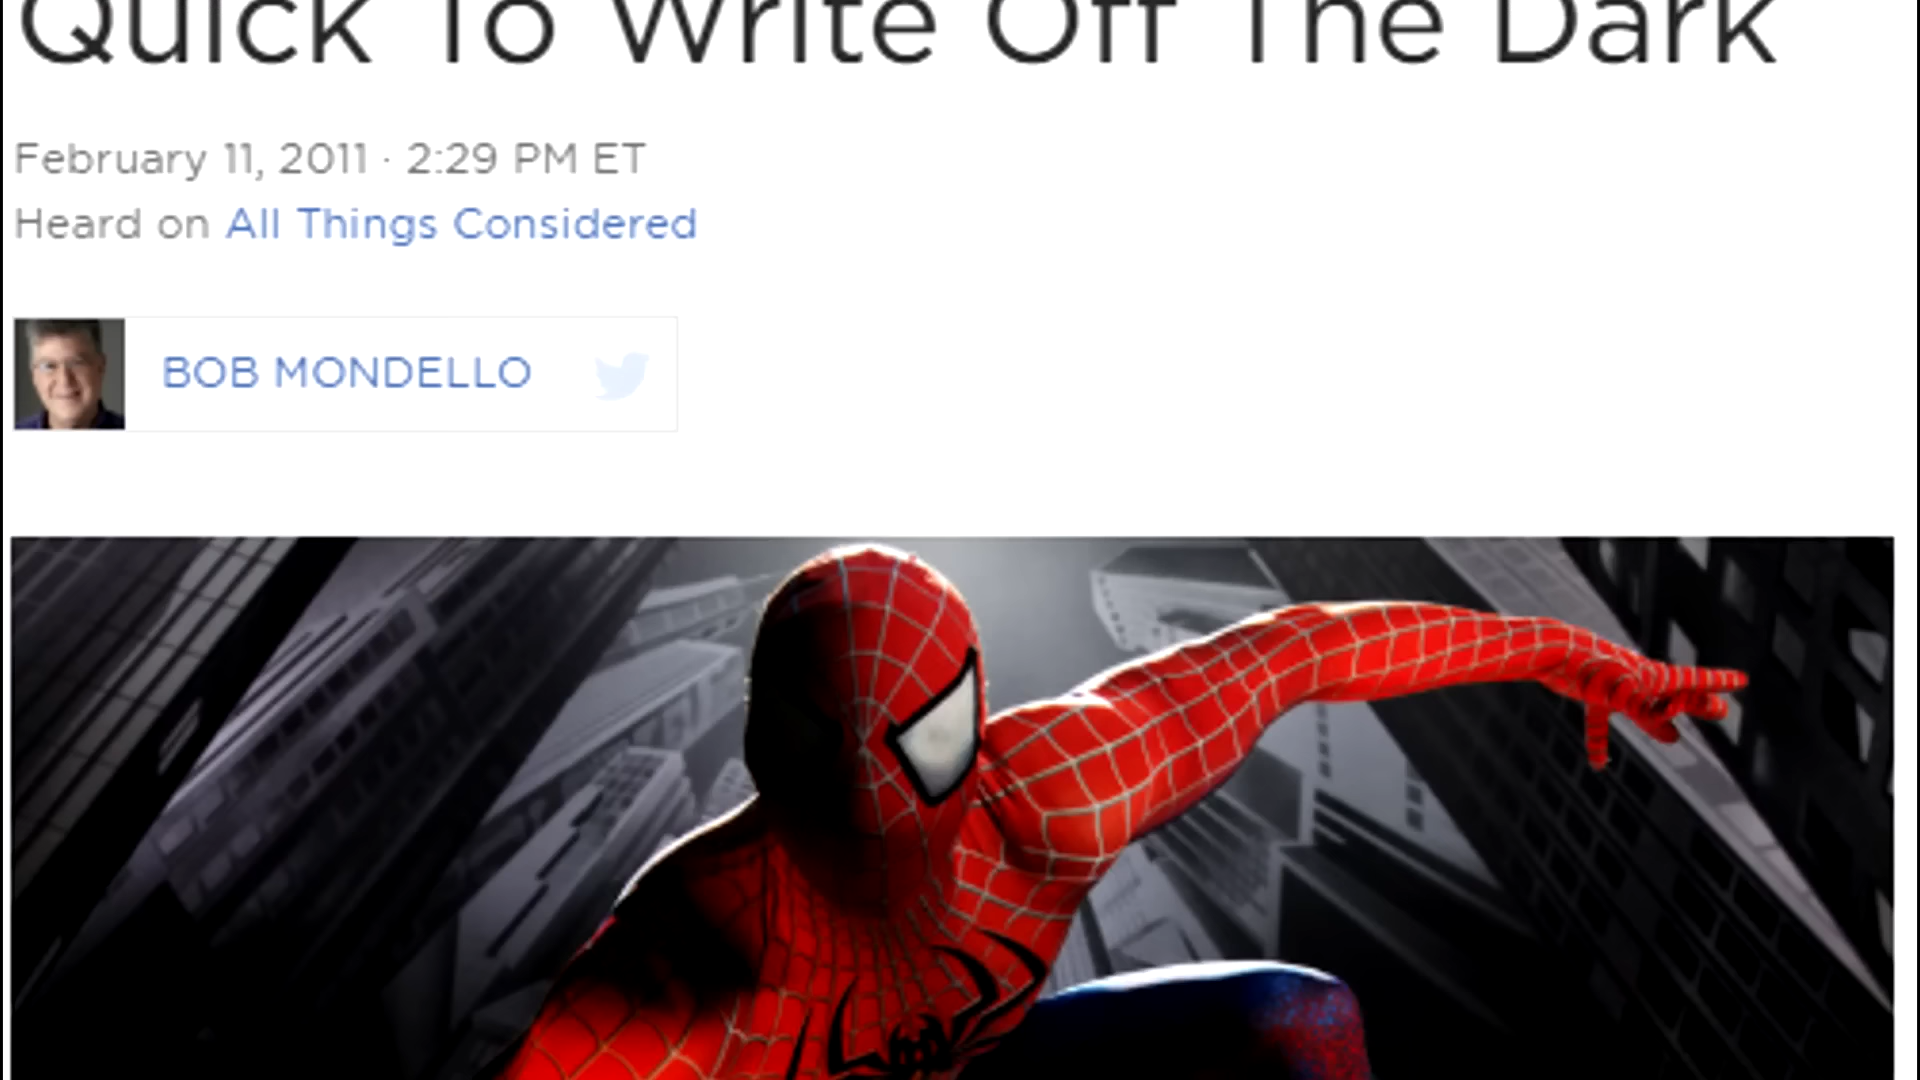 Quick To Write Off The Dark
February 11, 2011 · 2:29 PM ET
Heard on All Things Considered
BOB MONDELLO